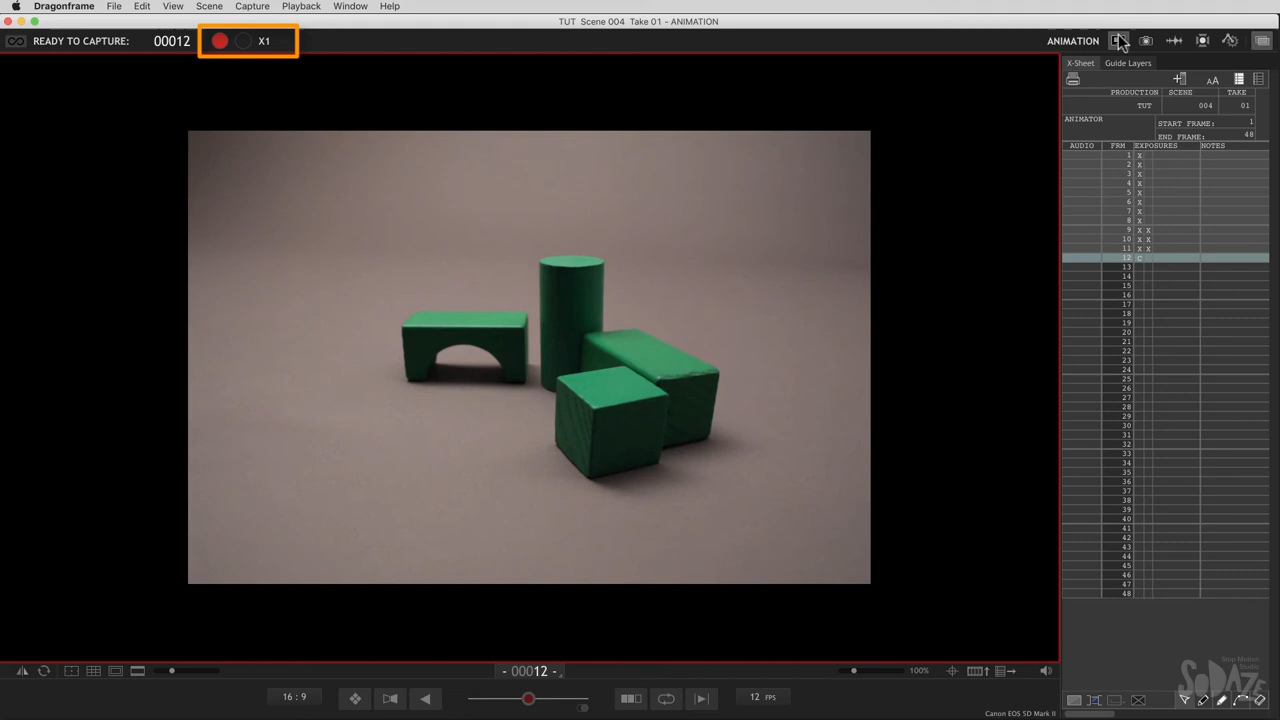 Dragonframe File Edit View Scene Capture Playback Window Help
TUT Scene 004 Take 01 - ANIMATION
READY TO CAPTURE: 00012 X1 ANIMATION
X-Sheet Guide Layers
AA
PRODUCTION SCENE TAKE
TUT 004 01
ANIMATOR START FRAME: 1
END FRAME: 48
AUDIO FRM EXPOSURES NOTES
1 X
2 X
3 X
4 X
5 X
6 X
7 X
8 X
9 X X
10 X X
11 X X
12 C
13
14
15
16
17
18
19
20
21
22
23
24
25
26
27
28
29
30
31
32
33
34
35
36
37
38
39
40
41
42
43
44
45
46
47
48
- 00012 - 100%
16 : 9 12 FPS
Stop Motion
Studio
SODAZE
Canon EOS 5D Mark II